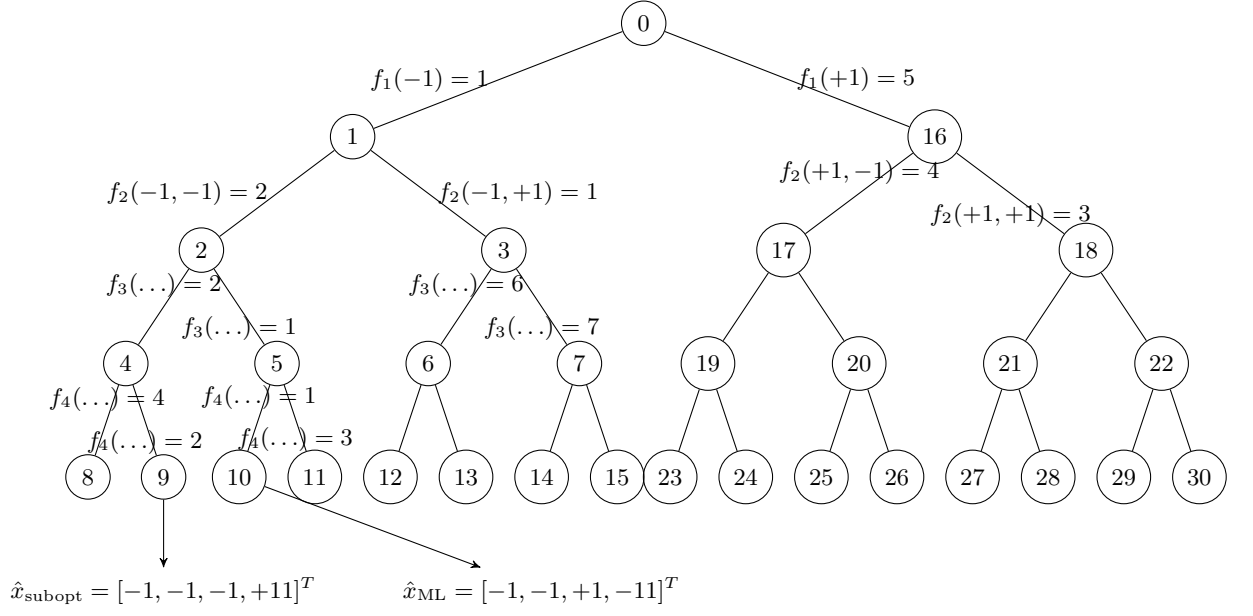 0
f₁(−1) = 1
f₁(+1) = 5
1
16
f₂(−1, −1) = 2
f₂(−1, +1) = 1
f₂(+1, −1) = 4
f₂(+1, +1) = 3
2
3
17
18
f₃(…) = 2
f₃(…) = 6
f₃(…) = 1
f₃(…) = 7
4
5
6
7
19
20
21
22
f₄(…) = 4
f₄(…) = 1
f₄(…) = 2
f₄(…) = 3
8
9
10
11
12
13
14
15
23
24
25
26
27
28
29
30
x̂subopt = [−1, −1, −1, +11]ᵀ
x̂ML = [−1, −1, +1, −11]ᵀ